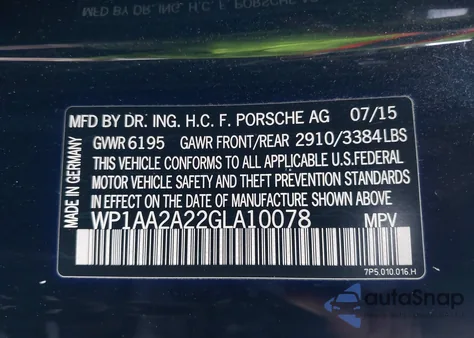 MFD BY DR. ING. H.C. F. PORSCHE AG 07/15
GWR 6195 GAWR FRONT/REAR 2910/3384 LBS
THIS VEHICLE CONFORMS TO ALL APPLICABLE U.S.FEDERAL
MOTOR VEHICLE SAFETY AND THEFT PREVENTION STANDARDS
IN EFFECT ON THE DATE OF MANUFACTURE SHOWN ABOVE
WP1AA2A22GLA10078 MPV
7P5.010.016.H
MADE IN GERMANY
autoSnap